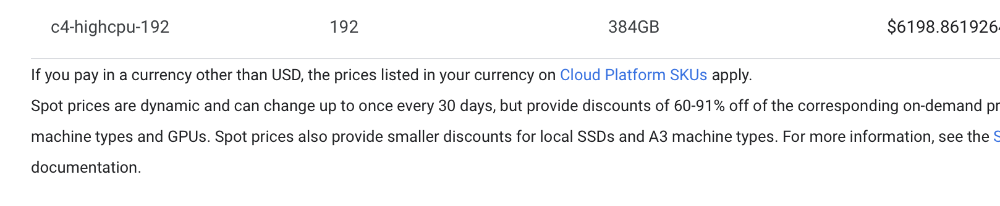 c4-highcpu-192 192 384GB $6198.861926
If you pay in a currency other than USD, the prices listed in your currency on Cloud Platform SKUs apply.
Spot prices are dynamic and can change up to once every 30 days, but provide discounts of 60-91% off of the corresponding on-demand pr
machine types and GPUs. Spot prices also provide smaller discounts for local SSDs and A3 machine types. For more information, see the S
documentation.